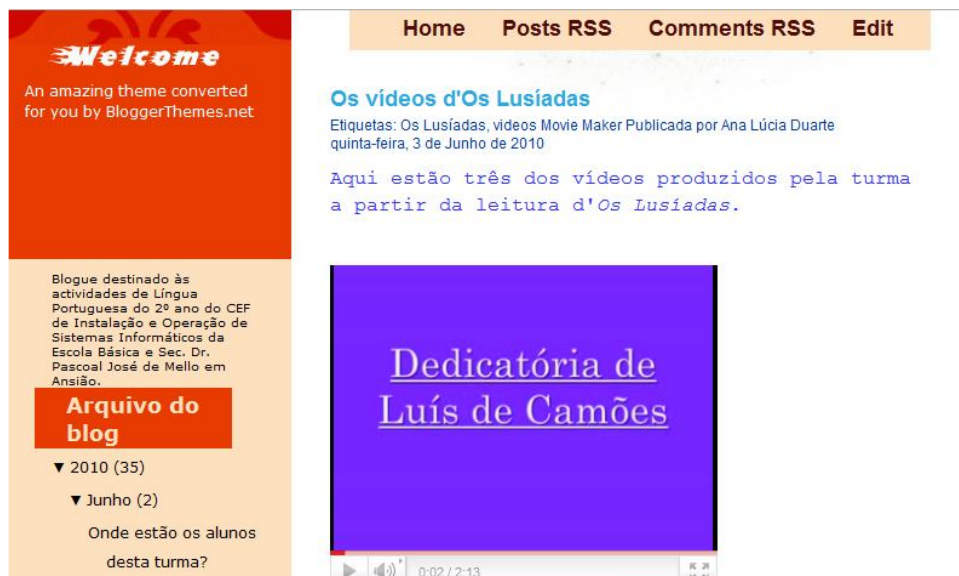 Home Posts RSS Comments RSS Edit
Welcome
An amazing theme converted
for you by BloggerThemes.net
Os vídeos d'Os Lusíadas
Etiquetas: Os Lusíadas, videos Movie Maker Publicada por Ana Lúcia Duarte
quinta-feira, 3 de Junho de 2010
Aqui estão três dos vídeos produzidos pela turma
a partir da leitura d'Os Lusíadas.
Blogue destinado às
actividades de Língua
Portuguesa do 2º ano do CEF
de Instalação e Operação de
Sistemas Informáticos da
Escola Básica e Sec. Dr.
Pascoal José de Mello em
Ansião.
Arquivo do
blog
▼ 2010 (35)
▼ Junho (2)
Onde estão os alunos
desta turma?
Dedicatória de
Luís de Camões
0:02 / 2:13